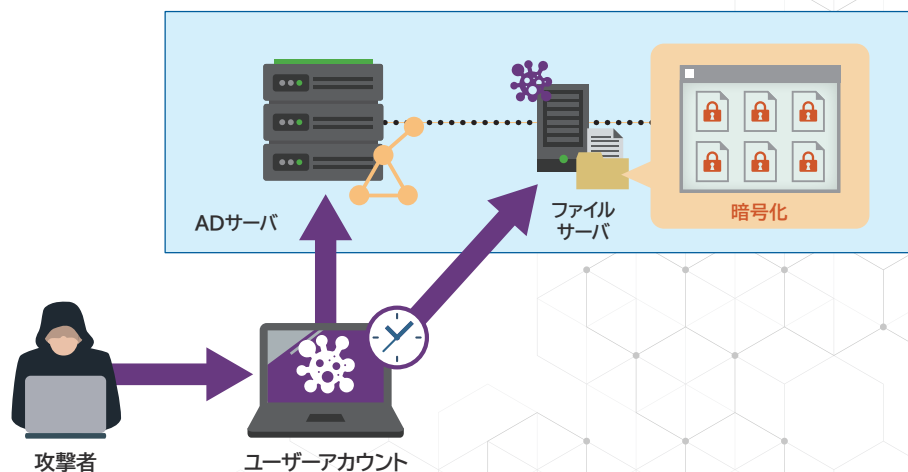 ADサーバ
ファイル
サーバ
暗号化
攻撃者
ユーザーアカウント